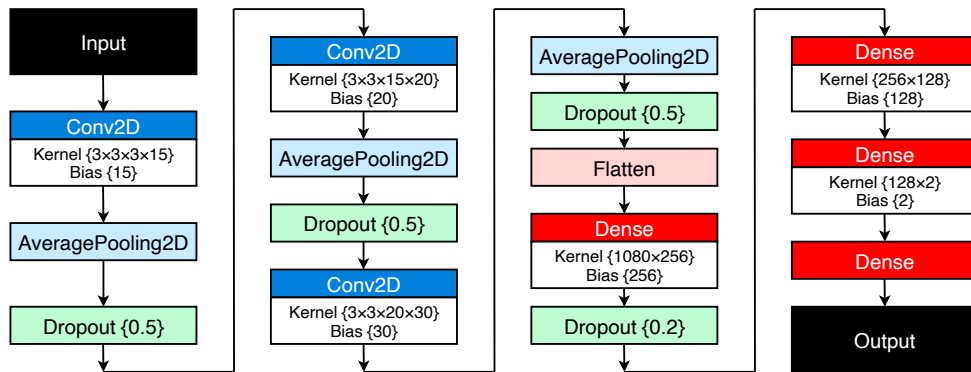 Input
Conv2D
Kernel {3×3×3×15}
Bias {15}
AveragePooling2D
Dropout {0.5}
Conv2D
Kernel {3×3×15×20}
Bias {20}
AveragePooling2D
Dropout {0.5}
Conv2D
Kernel {3×3×20×30}
Bias {30}
AveragePooling2D
Dropout {0.5}
Flatten
Dense
Kernel {1080×256}
Bias {256}
Dropout {0.2}
Dense
Kernel {256×128}
Bias {128}
Dense
Kernel {128×2}
Bias {2}
Dense
Output